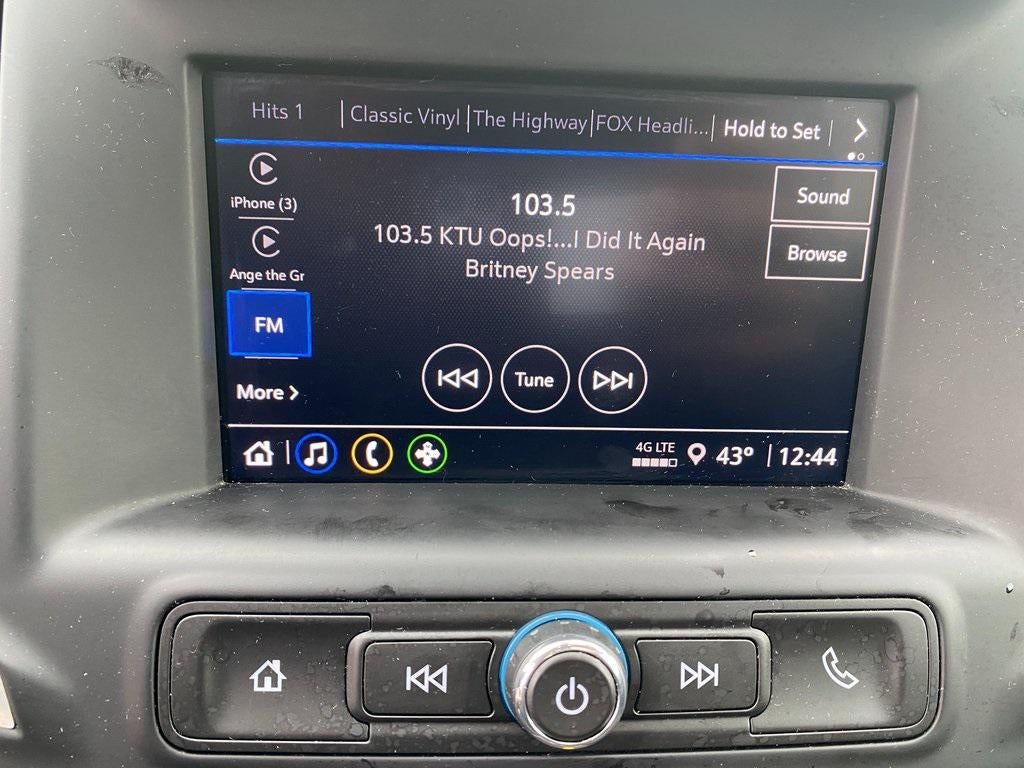 Hits 1
Classic Vinyl
The Highway
FOX Headli...
Hold to Set
iPhone (3)
103.5
Sound
103.5 KTU Oops!...I Did It Again
Browse
Britney Spears
Ange the Gr
FM
Tune
More
4G LTE
43°
12:44